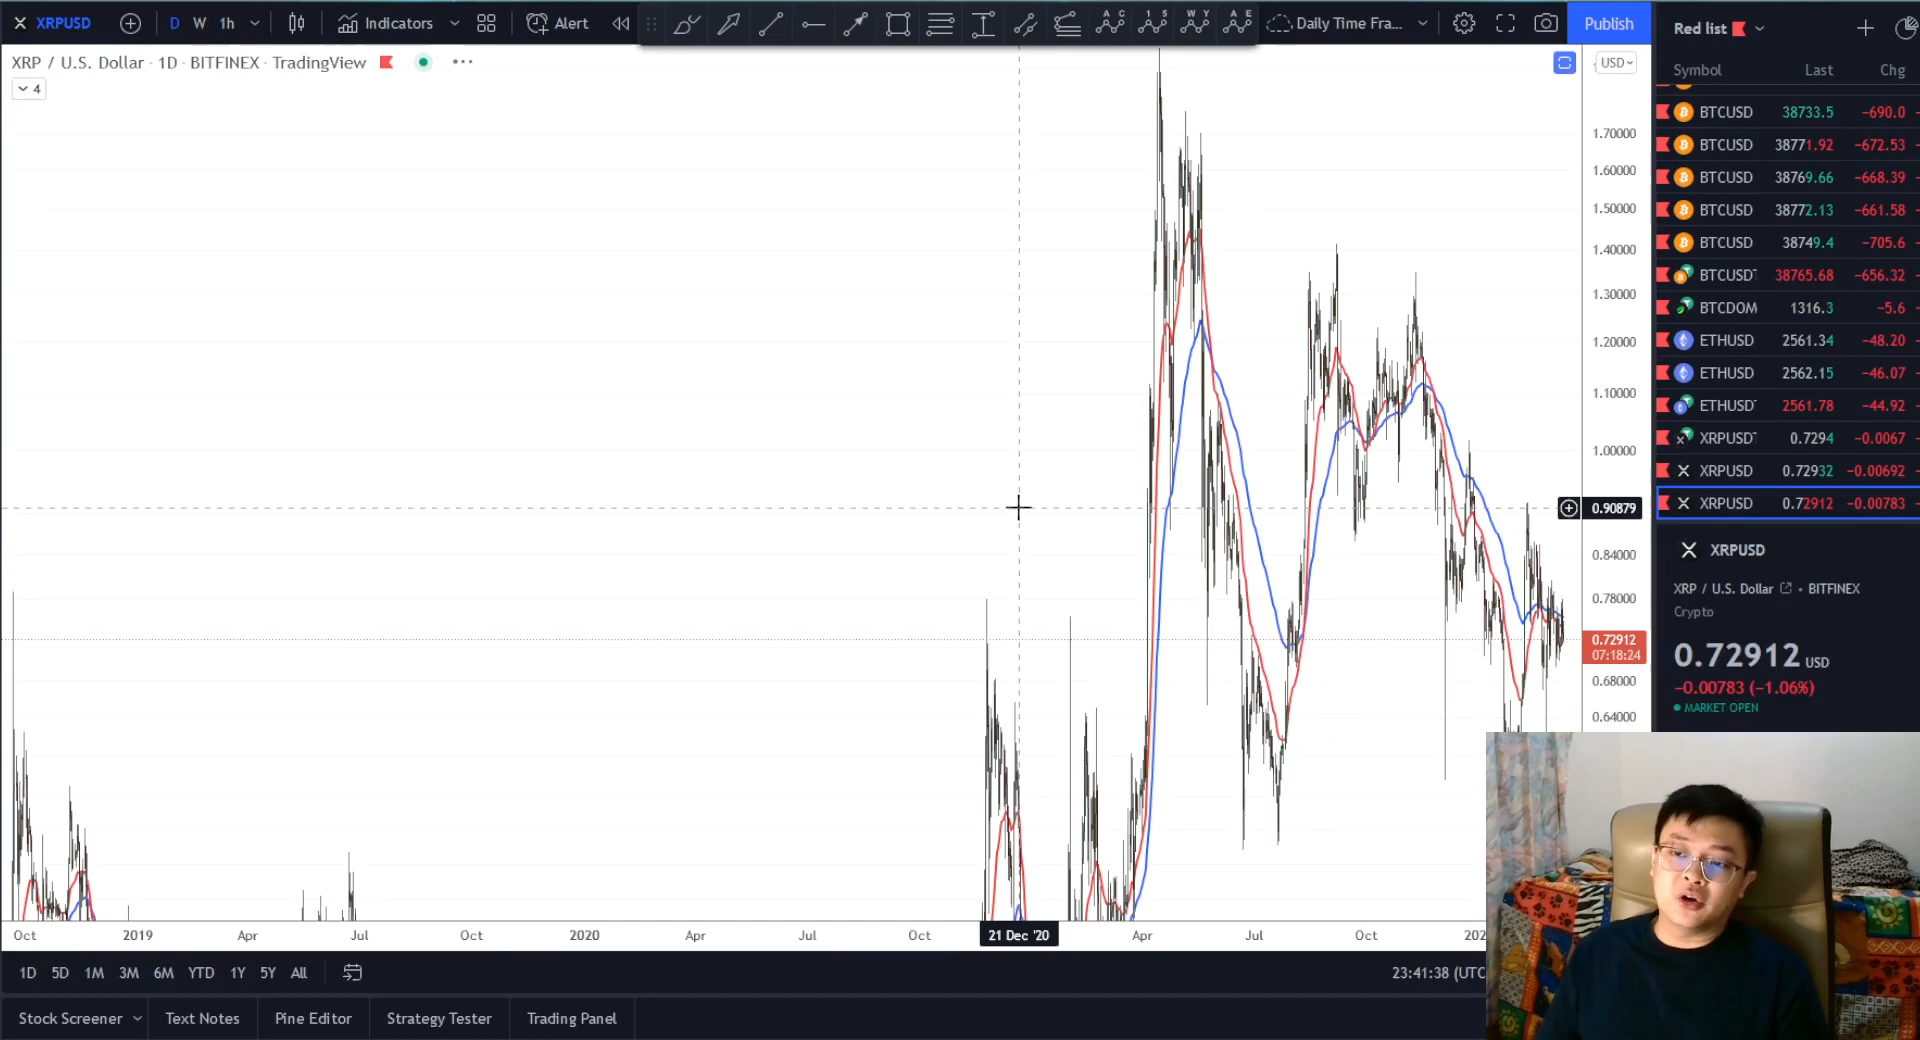 XRPUSD D W 1h Indicators Alert Daily Time Fra... Publish
A C 1 5 W Y A E
XRP / U.S. Dollar · 1D · BITFINEX · TradingView
4
USD
1.70000
1.60000
1.50000
1.40000
1.30000
1.20000
1.10000
1.00000
0.90879
0.84000
0.78000
0.72912
07:18:24
0.68000
0.64000
Oct 2019 Apr Jul Oct 2020 Apr Jul Oct 21 Dec '20 Apr Jul Oct 202
1D 5D 1M 3M 6M YTD 1Y 5Y All 23:41:38 (UTC
Stock Screener Text Notes Pine Editor Strategy Tester Trading Panel
Red list
Symbol Last Chg
BTCUSD 38733.5 −690.0
BTCUSD 38771.92 −672.53
BTCUSD 38769.66 −668.39
BTCUSD 38772.13 −661.58
BTCUSD 38749.4 −705.6
BTCUSDT 38765.68 −656.32
BTCDOM 1316.3 −5.6
ETHUSD 2561.34 −48.20
ETHUSD 2562.15 −46.07
ETHUSDT 2561.78 −44.92
XRPUSDT 0.7294 −0.0067
XRPUSD 0.72932 −0.00692
XRPUSD 0.72912 −0.00783
XRPUSD
XRP / U.S. Dollar • BITFINEX
Crypto
0.72912 USD
−0.00783 (−1.06%)
MARKET OPEN